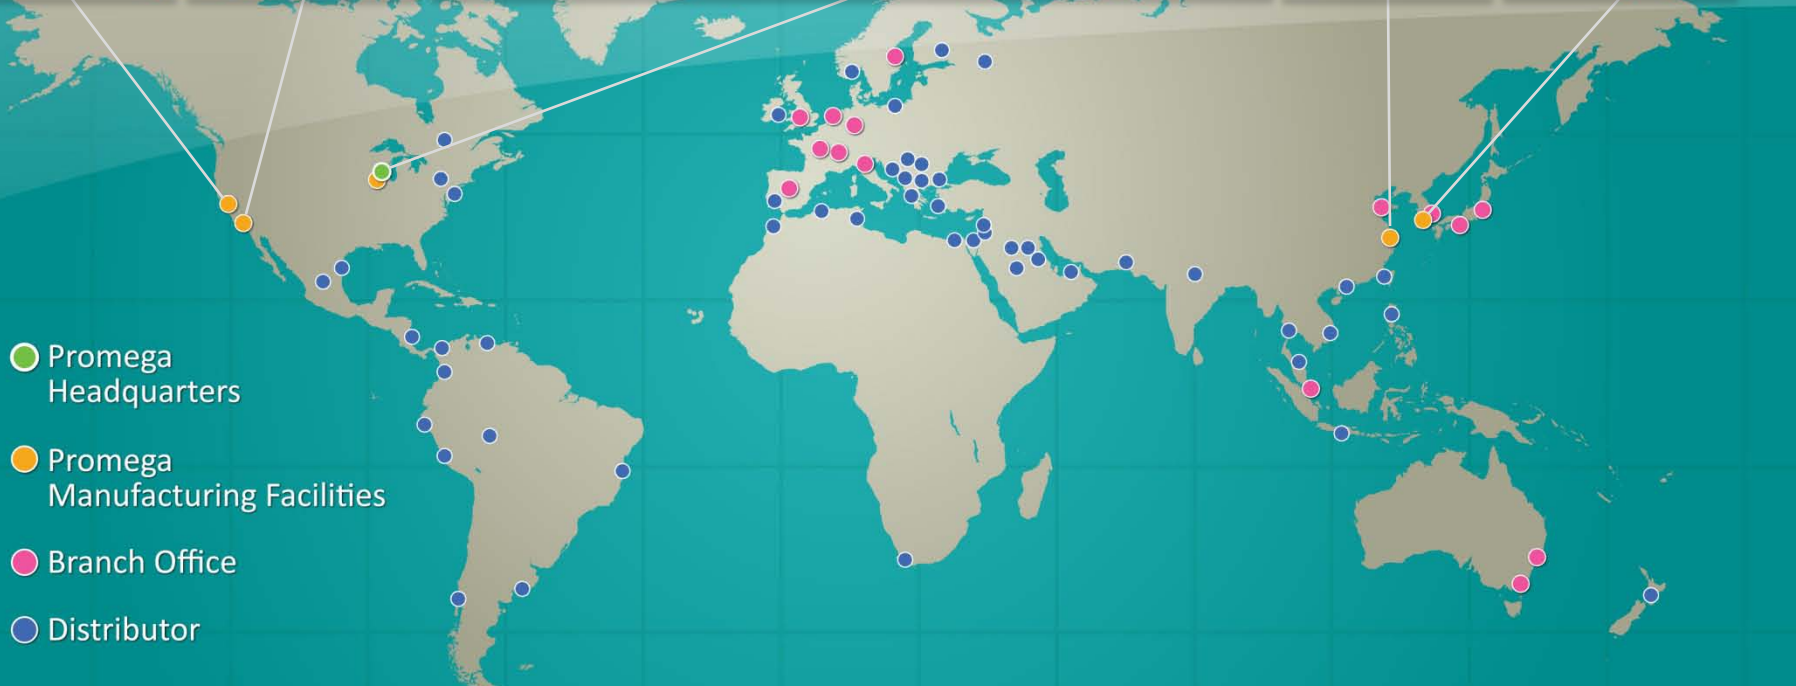 Promega
Headquarters
Promega
Manufacturing Facilities
Branch Office
Distributor